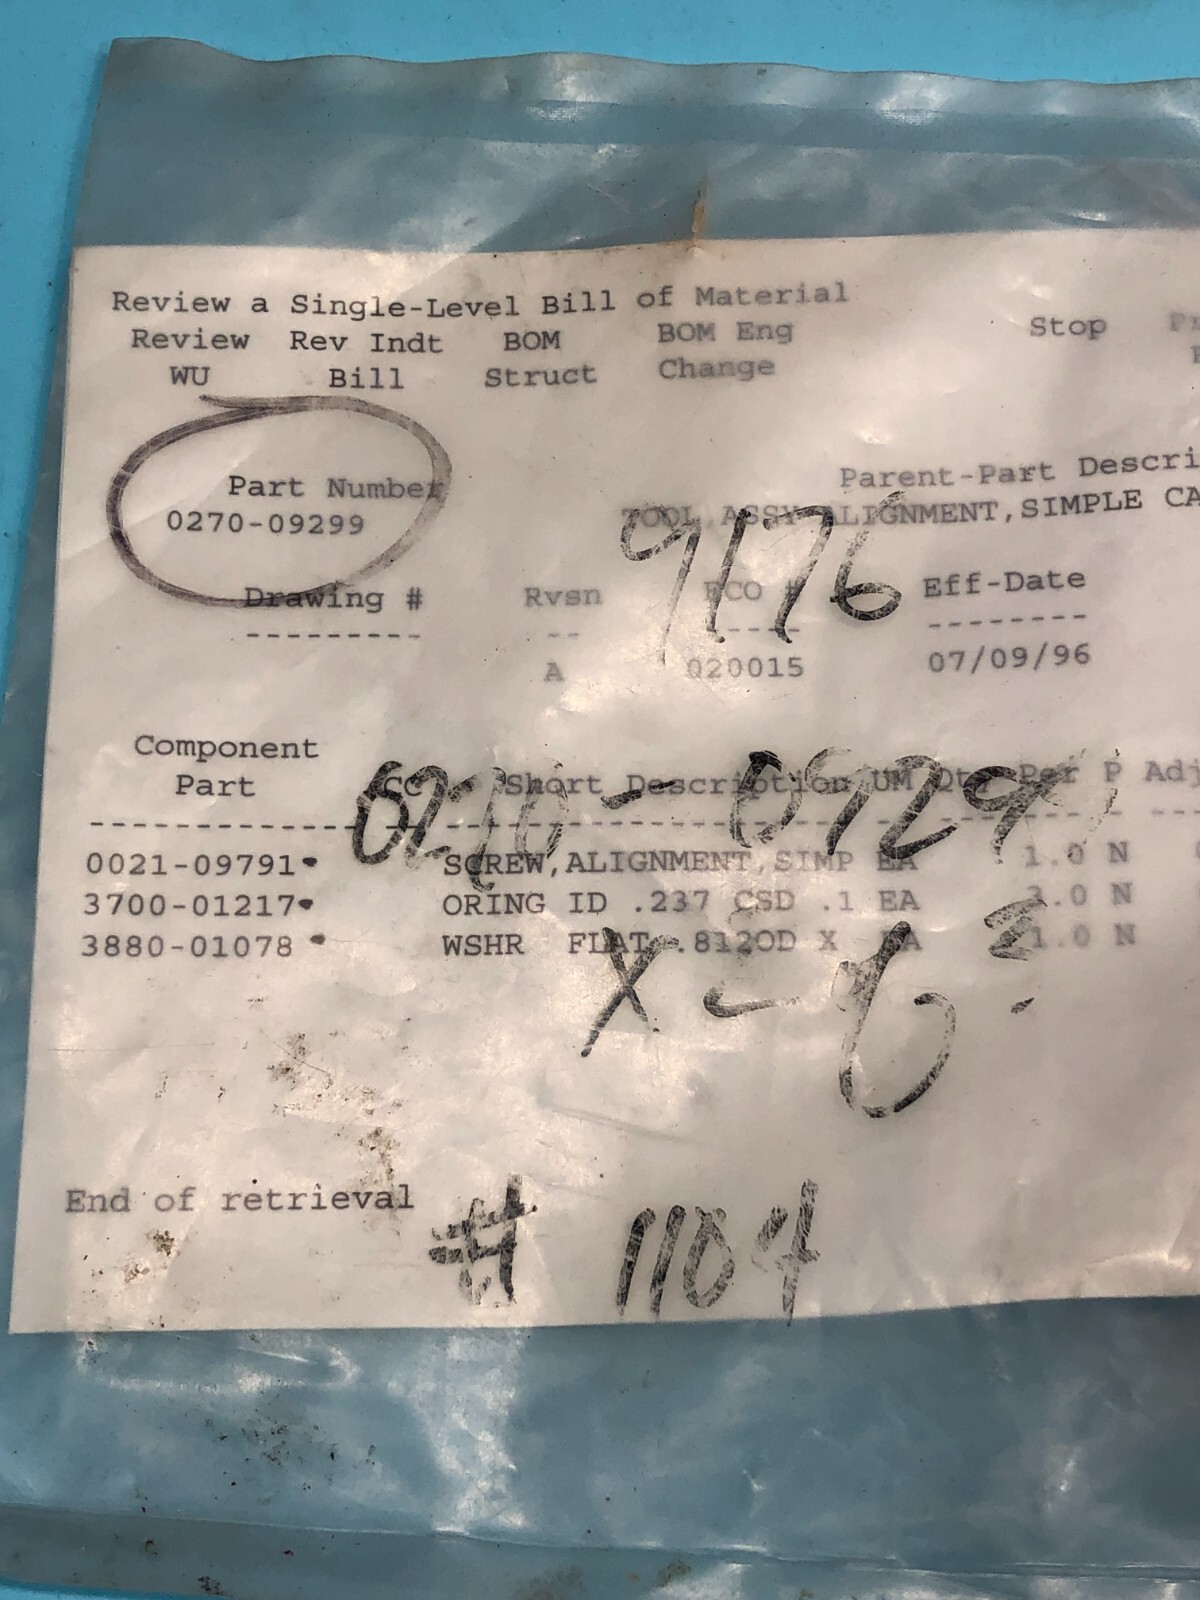 Review a Single-Level Bill of Material
Review Rev Indt BOM BOM Eng Stop
WU Bill Struct Change
Part Number Parent-Part Descri
0270-09299 TOOL,ASSY ALIGNMENT,SIMPLE CA
9176
Drawing # Rvsn ECO # Eff-Date
--------- -- ----- --------
A 020015 07/09/96
Component
Part CC Short Description UM Qty Per P Adj
0270-09299
0021-09791 SCREW,ALIGNMENT,SIMP EA 1.0 N
3700-01217 ORING ID .237 CSD .1 EA 3.0 N
3880-01078 WSHR FLAT .812OD X EA 1.0 N
End of retrieval
# 1104